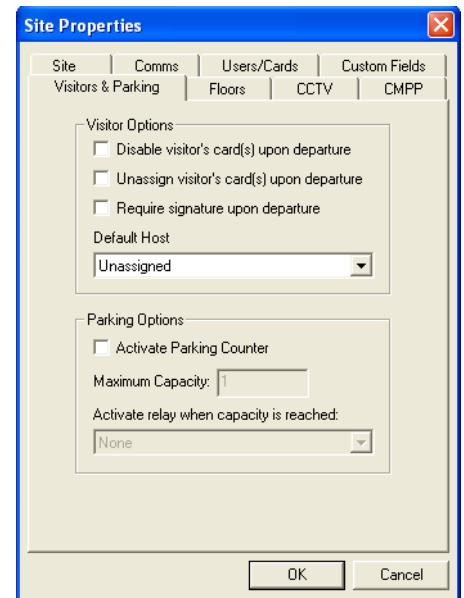 Site Properties
Site Comms Users/Cards Custom Fields
Visitors & Parking Floors CCTV CMPP
Visitor Options
Disable visitor's card(s) upon departure
Unassign visitor's card(s) upon departure
Require signature upon departure
Default Host
Unassigned
Parking Options
Activate Parking Counter
Maximum Capacity: 1
Activate relay when capacity is reached:
None
OK Cancel